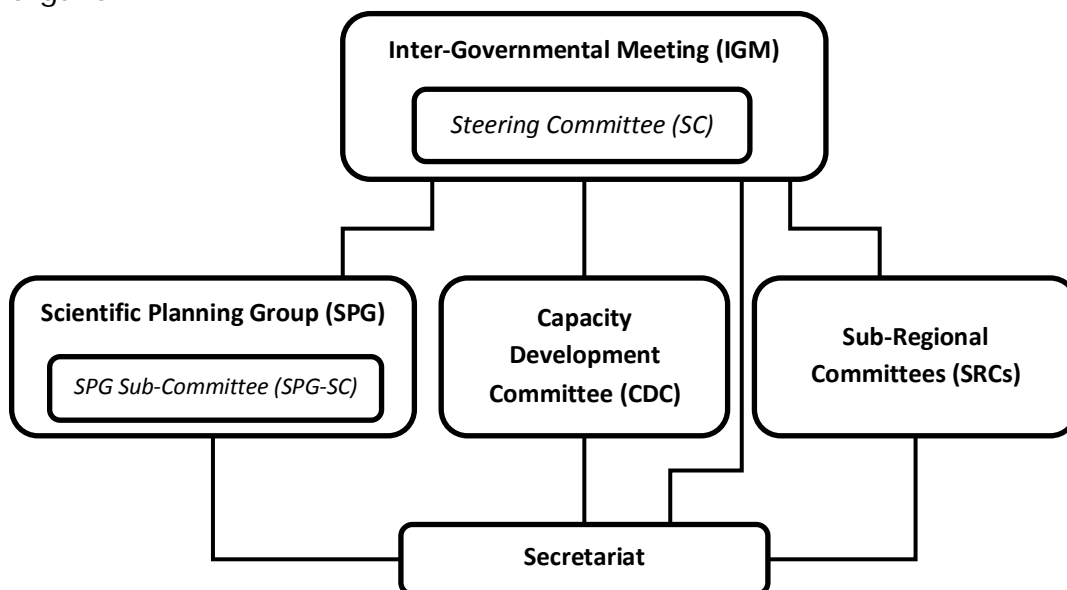 Inter-Governmental Meeting (IGM)
Steering Committee (SC)
Scientific Planning Group (SPG)
SPG Sub-Committee (SPG-SC)
Capacity
Development
Committee (CDC)
Sub-Regional
Committees (SRCs)
Secretariat